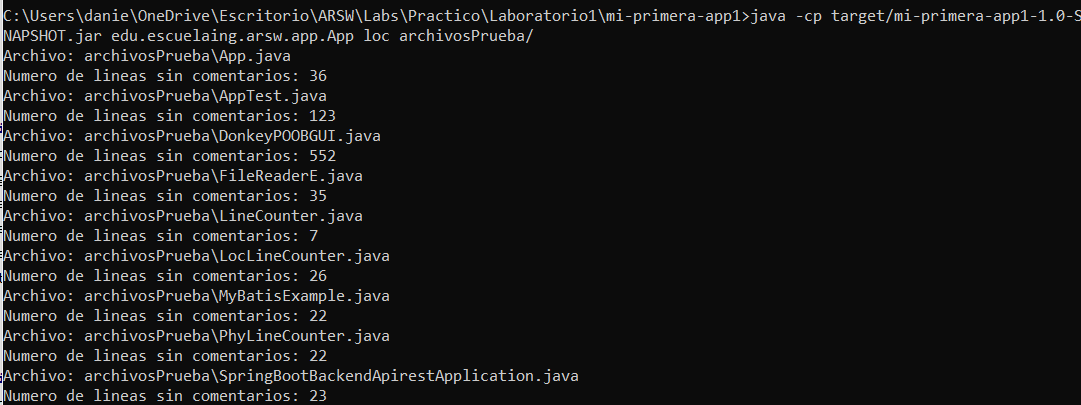 C:\Users\danie\OneDrive\Escritorio\ARSW\Labs\Practico\Laboratorio1\mi-primera-app1>java -cp target/mi-primera-app1-1.0-S
NAPSHOT.jar edu.escuelaing.arsw.app.App loc archivosPrueba/
Archivo: archivosPrueba\App.java
Numero de lineas sin comentarios: 36
Archivo: archivosPrueba\AppTest.java
Numero de lineas sin comentarios: 123
Archivo: archivosPrueba\DonkeyPOOBGUI.java
Numero de lineas sin comentarios: 552
Archivo: archivosPrueba\FileReaderE.java
Numero de lineas sin comentarios: 35
Archivo: archivosPrueba\LineCounter.java
Numero de lineas sin comentarios: 7
Archivo: archivosPrueba\LocLineCounter.java
Numero de lineas sin comentarios: 26
Archivo: archivosPrueba\MyBatisExample.java
Numero de lineas sin comentarios: 22
Archivo: archivosPrueba\PhyLineCounter.java
Numero de lineas sin comentarios: 22
Archivo: archivosPrueba\SpringBootBackendApirestApplication.java
Numero de lineas sin comentarios: 23